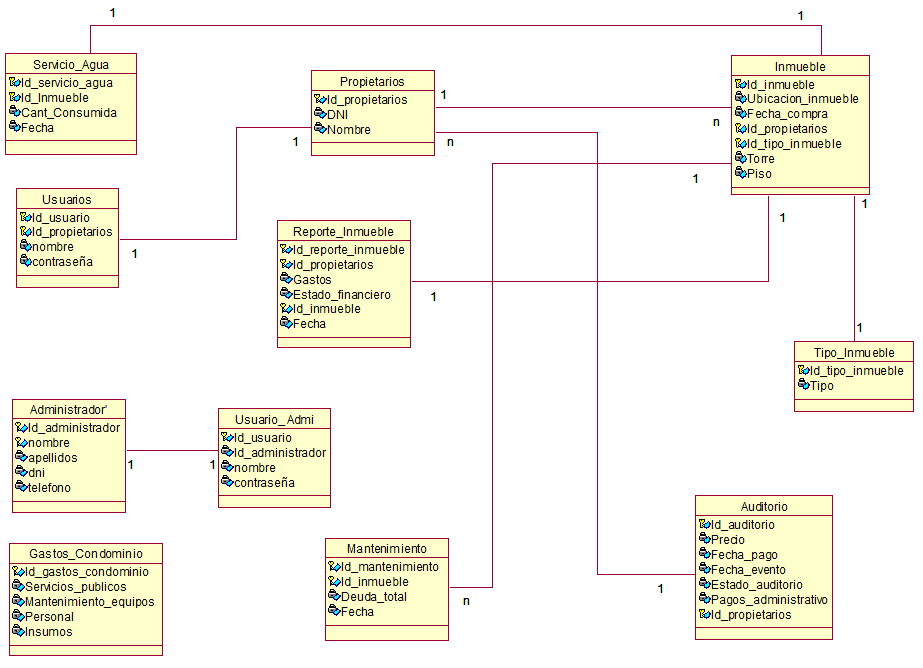 1
1
Servicio_Agua
Id_servicio_agua
Id_Inmueble
Cant_Consumida
Fecha
Propietarios
Id_propietarios
DNI
Nombre
Inmueble
Id_inmueble
Ubicacion_inmueble
Fecha_compra
Id_propietarios
Id_tipo_inmueble
Torre
Piso
1
n
1
n
1
Usuarios
Id_usuario
Id_propietarios
nombre
contraseña
1
Reporte_Inmueble
Id_reporte_inmueble
Id_propietarios
Gastos
Estado_financiero
Id_inmueble
Fecha
1
1
1
1
Tipo_Inmueble
Id_tipo_inmueble
Tipo
Administrador'
Id_administrador
nombre
apellidos
dni
telefono
1
1
Usuario_Admi
Id_usuario
Id_administrador
nombre
contraseña
Gastos_Condominio
Id_gastos_condominio
Servicios_publicos
Mantenimiento_equipos
Personal
Insumos
Mantenimiento
Id_mantenimiento
Id_inmueble
Deuda_total
Fecha
n
1
Auditorio
Id_auditorio
Precio
Fecha_pago
Fecha_evento
Estado_auditorio
Pagos_administrativo
Id_propietarios